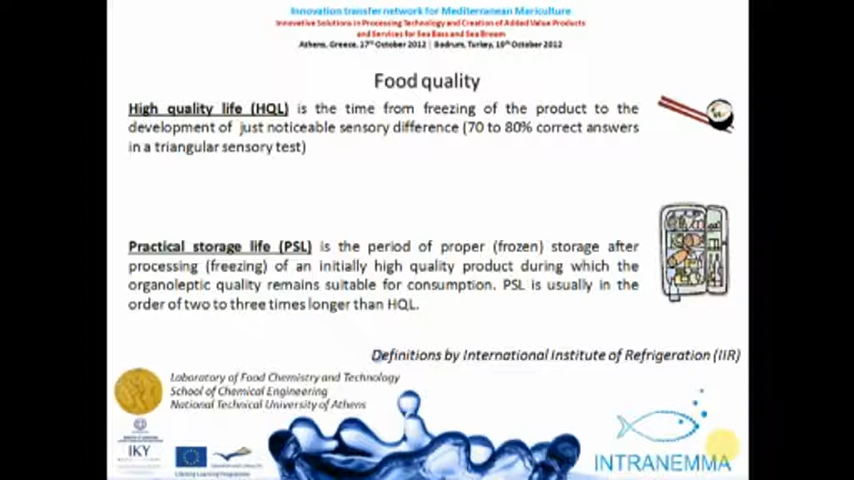 Innovation transfer network for Mediterranean Mariculture
Innovative Solutions in Processing Technology and Creation of Added Value Products
and Services for Sea Bass and Sea Bream
Athens, Greece, 17th October 2012 | Bodrum, Turkey, 19th October 2012
Food quality
High quality life (HQL) is the time from freezing of the product to the
development of just noticeable sensory difference (70 to 80% correct answers
in a triangular sensory test)
Practical storage life (PSL) is the period of proper (frozen) storage after
processing (freezing) of an initially high quality product during which the
organoleptic quality remains suitable for consumption. PSL is usually in the
order of two to three times longer than HQL.
Definitions by International Institute of Refrigeration (IIR)
Laboratory of Food Chemistry and Technology
School of Chemical Engineering
National Technical University of Athens
IKY
Lifelong Learning Programme
INTRANEMMA